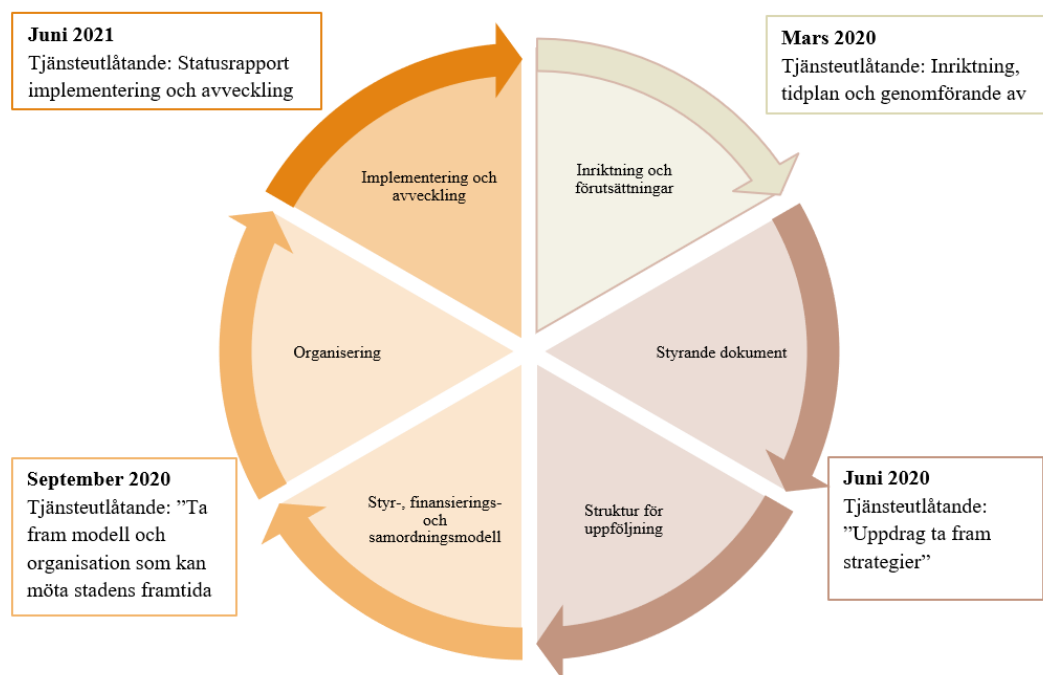 Juni 2021
Tjänsteutlåtande: Statusrapport
implementering och avveckling
Mars 2020
Tjänsteutlåtande: Inriktning,
tidplan och genomförande av
Implementering och
avveckling
Inriktning och
förutsättningar
Organisering
Styrande dokument
Styr-, finansierings-
och
samordningsmodell
Struktur för
uppföljning
September 2020
Tjänsteutlåtande: ”Ta
fram modell och
organisation som kan
möta stadens framtida
Juni 2020
Tjänsteutlåtande:
”Uppdrag ta fram
strategier”